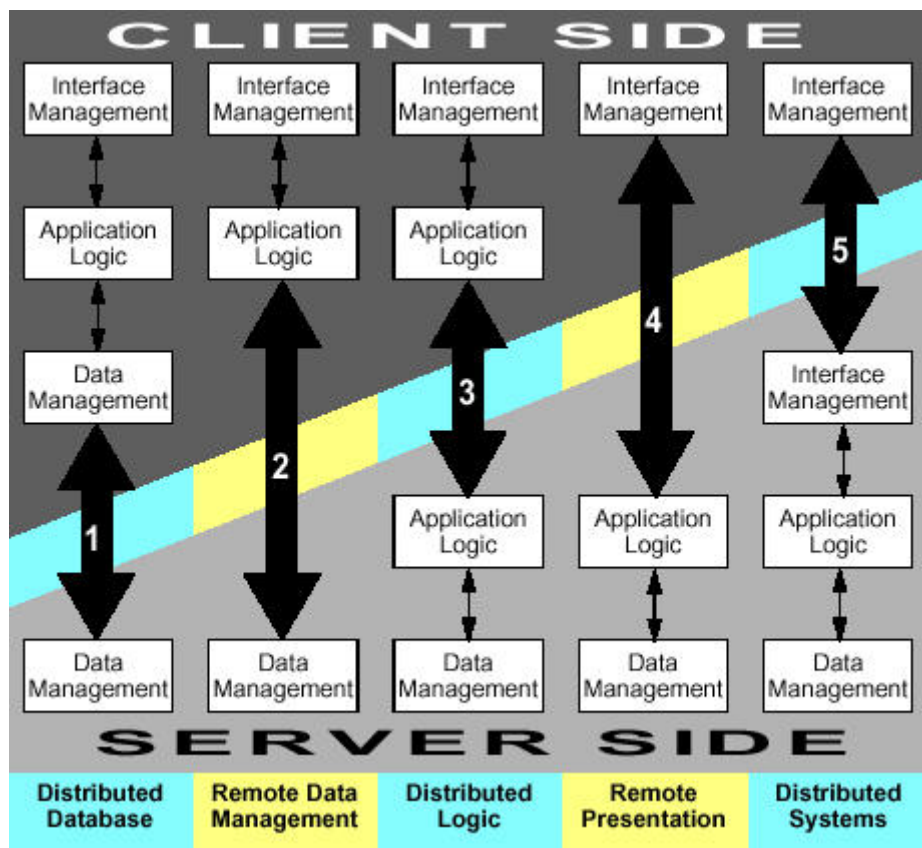 CLIENT SIDE
Interface
Management
Interface
Management
Interface
Management
Interface
Management
Interface
Management
Application
Logic
Application
Logic
Application
Logic
5
4
Data
Management
3
Interface
Management
2
1
Application
Logic
Application
Logic
Application
Logic
Data
Management
Data
Management
Data
Management
Data
Management
Data
Management
SERVER SIDE
Distributed
Database
Remote Data
Management
Distributed
Logic
Remote
Presentation
Distributed
Systems